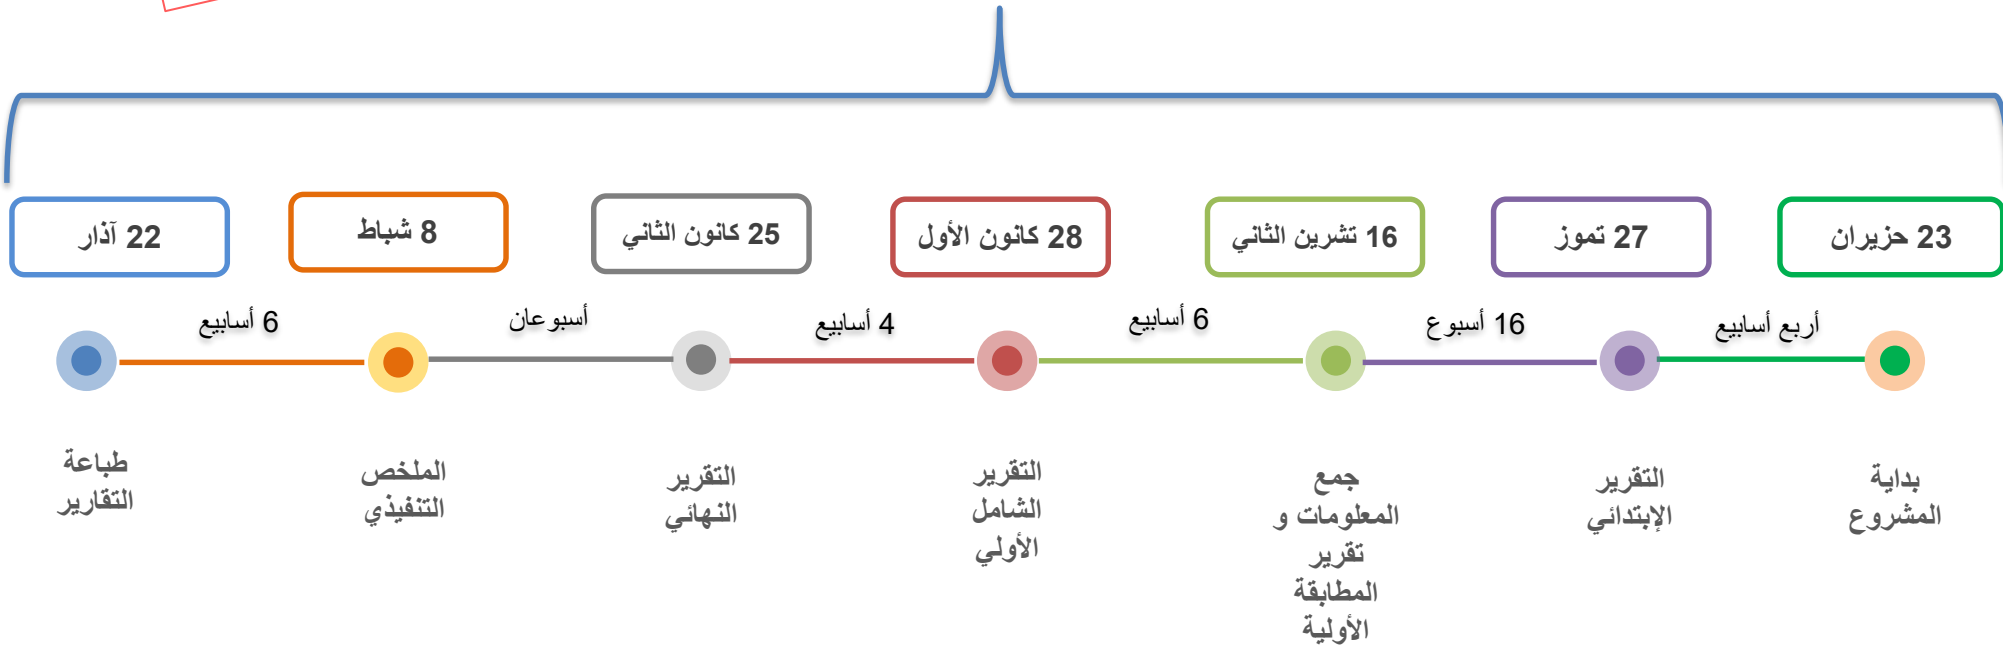 23 حزيران
27 تموز
16 تشرين الثاني
28 كانون الأول
25 كانون الثاني
8 شباط
22 آذار
أربع أسابيع
16 أسبوع
6 أسابيع
4 أسابيع
أسبوعان
6 أسابيع
بداية
المشروع
التقرير
الإبتدائي
جمع
المعلومات و
تقرير
المطابقة
الأولية
التقرير
الشامل
الأولي
التقرير
النهائي
الملخص
التنفيذي
طباعة
التقارير